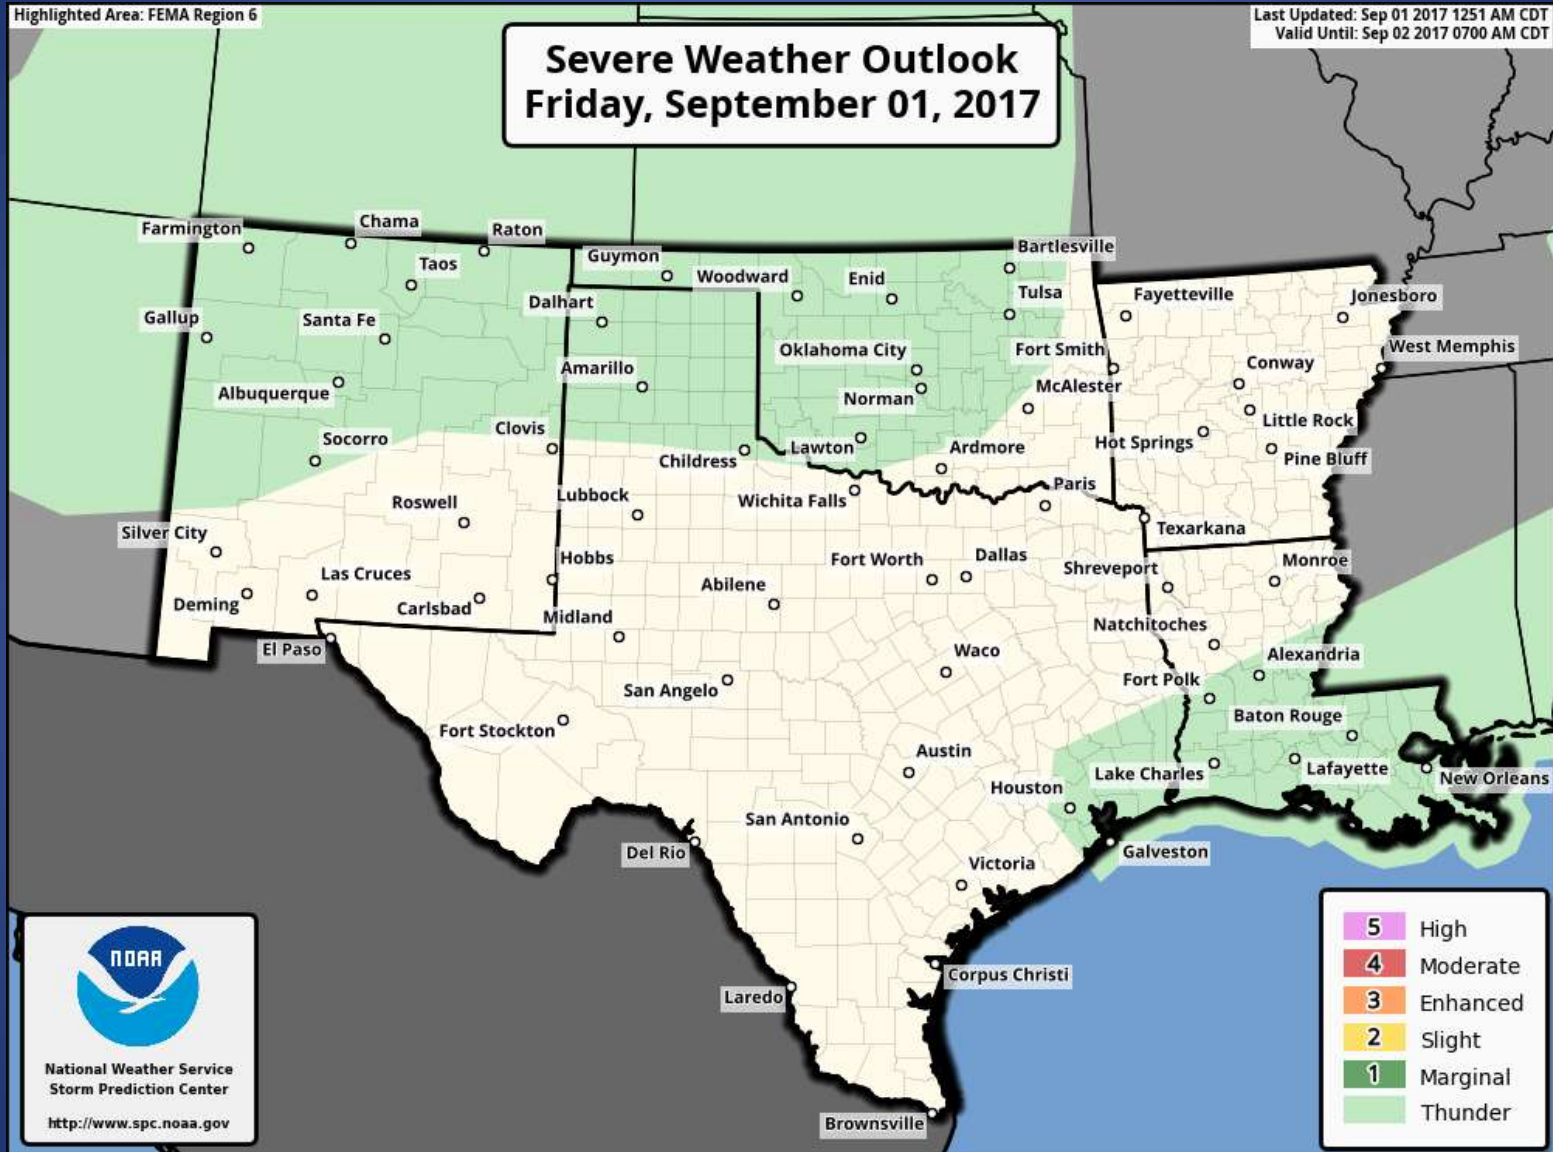 Highlighted Area: FEMA Region 6
Last Updated: Sep 01 2017 1251 AM CDT
Valid Until: Sep 02 2017 0700 AM CDT
Severe Weather Outlook
Friday, September 01, 2017
Farmington
Chama
Raton
Taos
Guymon
Woodward
Enid
Bartlesville
Tulsa
Dalhart
Gallup
Santa Fe
Fayetteville
Jonesboro
Oklahoma City
Fort Smith
West Memphis
Amarillo
Conway
Albuquerque
Norman
McAlester
Little Rock
Clovis
Socorro
Lawton
Ardmore
Hot Springs
Childress
Pine Bluff
Paris
Roswell
Lubbock
Wichita Falls
Texarkana
Silver City
Hobbs
Fort Worth
Dallas
Shreveport
Monroe
Las Cruces
Abilene
Deming
Carlsbad
Midland
Natchitoches
El Paso
Waco
Alexandria
San Angelo
Fort Polk
Fort Stockton
Baton Rouge
Austin
Lake Charles
Lafayette
New Orleans
Houston
San Antonio
Del Rio
Galveston
Victoria
Corpus Christi
Laredo
Brownsville
NOAA
National Weather Service
Storm Prediction Center
http://www.spc.noaa.gov
5 High
4 Moderate
3 Enhanced
2 Slight
1 Marginal
Thunder